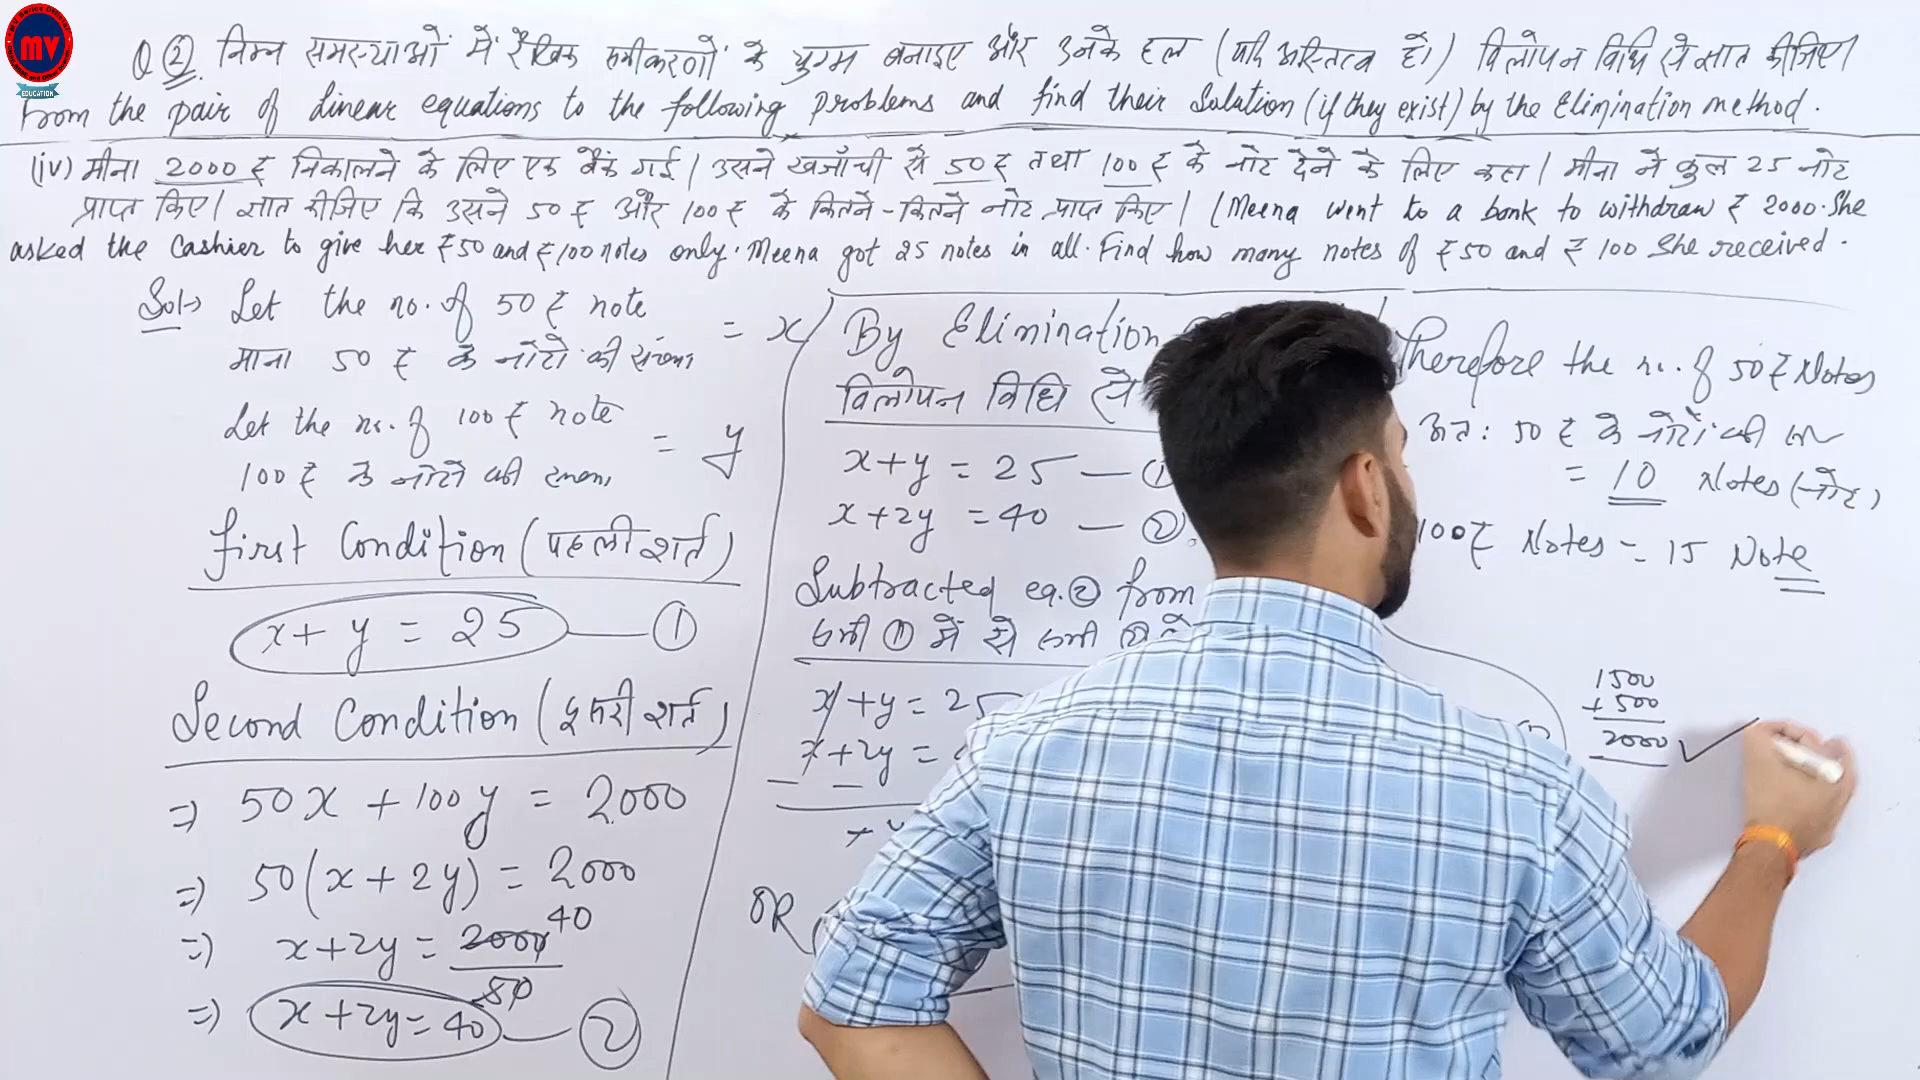 MV
EDUCATION
Q②. निम्न समस्याओं में रैखिक समीकरणों के युग्म बनाइए और उनके हल (यदि अस्तित्व हो) विलोपन विधि से ज्ञात कीजिए।
From the pair of linear equations to the following problems and find their Solution (if they exist) by the Elimination method.
(iv) मीना 2000 ₹ निकालने के लिए एक बैंक गई। उसने खजाँची से 50 ₹ तथा 100 ₹ के नोट देने के लिए कहा। मीना ने कुल 25 नोट
प्राप्त किए। ज्ञात कीजिए कि उसने 50 ₹ और 100 ₹ के कितने-कितने नोट प्राप्त किए। (Meena went to a bank to withdraw ₹ 2000. She
asked the Cashier to give her ₹50 and ₹100 notes only. Meena got 25 notes in all. Find how many notes of ₹50 and ₹ 100 She received.
Sol→ Let the no. of 50 ₹ note
माना 50 ₹ के नोटों की संख्या = x
Let the no. of 100 ₹ note
100 ₹ के नोटों की = y
First Condition (पहली शर्त)
x + y = 25 — ①
Second Condition (दूसरी शर्त)
⇒ 50x + 100y = 2000
⇒ 50(x + 2y) = 2000
⇒ x + 2y = 2000/50 40
⇒ x + 2y = 40 — ②
By Elimination
विलोपन विधि से
x + y = 25 — ①
x + 2y = 40 — ②
Subtracted eq.② from
① में से
x + y = 25
x + 2y =
— —
OR
Therefore the no. of 50 ₹ Notes
अतः 50 ₹ के नोटों की
= 10 Notes (नोट)
100 ₹ Notes = 15 Note
1500
+ 500
2000 ✓